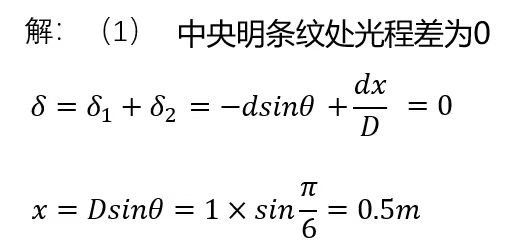 解：（1） 中央明条纹处光程差为0
δ = δ₁ + δ₂ = −dsinθ + dx/D = 0
x = Dsinθ = 1 × sin π/6 = 0.5m